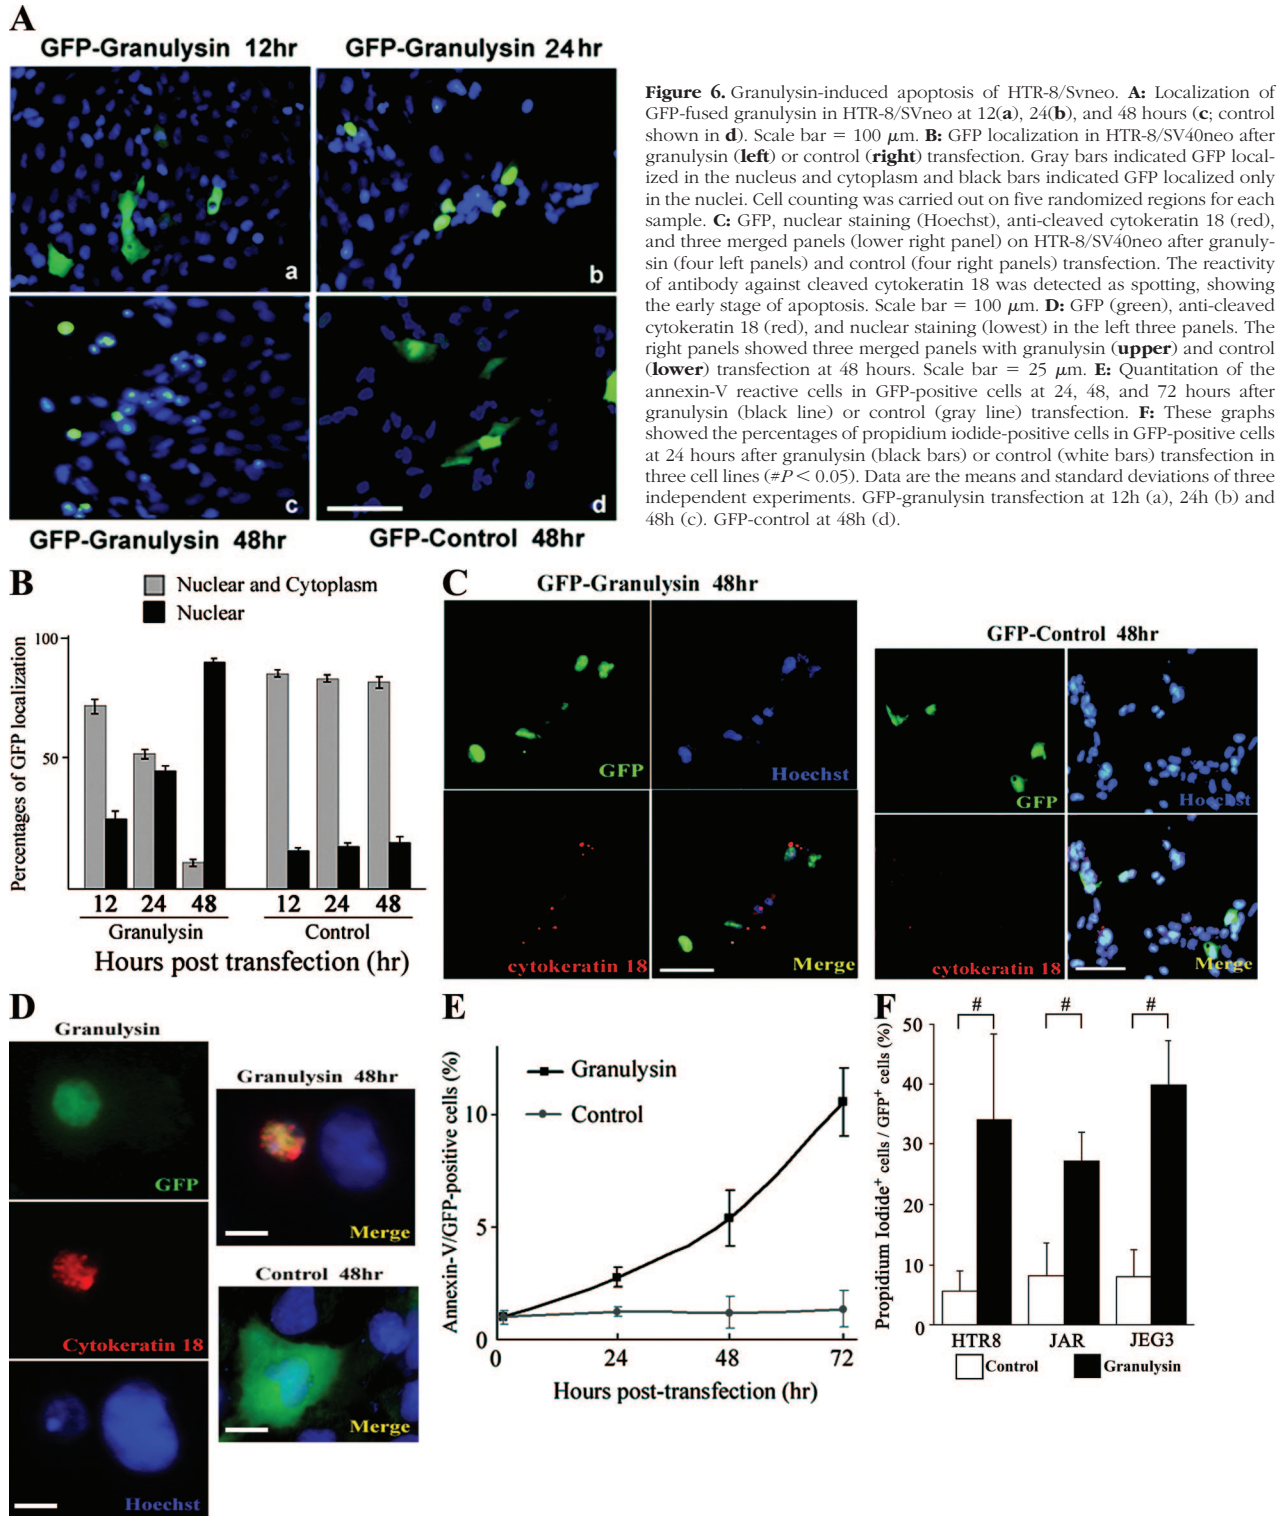 A
GFP-Granulysin 12hr
GFP-Granulysin 24hr
a
b
c
d
GFP-Granulysin 48hr
GFP-Control 48hr
Figure 6. Granulysin-induced apoptosis of HTR-8/Svneo. A: Localization of
GFP-fused granulysin in HTR-8/SVneo at 12(a), 24(b), and 48 hours (c; control
shown in d). Scale bar = 100 μm. B: GFP localization in HTR-8/SV40neo after
granulysin (left) or control (right) transfection. Gray bars indicated GFP local-
ized in the nucleus and cytoplasm and black bars indicated GFP localized only
in the nuclei. Cell counting was carried out on five randomized regions for each
sample. C: GFP, nuclear staining (Hoechst), anti-cleaved cytokeratin 18 (red),
and three merged panels (lower right panel) on HTR-8/SV40neo after granuly-
sin (four left panels) and control (four right panels) transfection. The reactivity
of antibody against cleaved cytokeratin 18 was detected as spotting, showing
the early stage of apoptosis. Scale bar = 100 μm. D: GFP (green), anti-cleaved
cytokeratin 18 (red), and nuclear staining (lowest) in the left three panels. The
right panels showed three merged panels with granulysin (upper) and control
(lower) transfection at 48 hours. Scale bar = 25 μm. E: Quantitation of the
annexin-V reactive cells in GFP-positive cells at 24, 48, and 72 hours after
granulysin (black line) or control (gray line) transfection. F: These graphs
showed the percentages of propidium iodide-positive cells in GFP-positive cells
at 24 hours after granulysin (black bars) or control (white bars) transfection in
three cell lines (#P < 0.05). Data are the means and standard deviations of three
independent experiments. GFP-granulysin transfection at 12h (a), 24h (b) and
48h (c). GFP-control at 48h (d).
B
Nuclear and Cytoplasm
Nuclear
Percentages of GFP localization
100
50
12 24 48 12 24 48
Granulysin Control
Hours post transfection (hr)
C
GFP-Granulysin 48hr
GFP
Hoechst
cytokeratin 18
Merge
GFP-Control 48hr
GFP
Hoechst
cytokeratin 18
Merge
D
Granulysin
GFP
Cytokeratin 18
Hoechst
Granulysin 48hr
Merge
Control 48hr
Merge
E
Annexin-V/GFP-positive cells (%)
Granulysin
Control
10
5
0
0 24 48 72
Hours post-transfection (hr)
F
Propidium Iodide+ cells / GFP+ cells (%)
# # #
50
40
30
20
10
0
HTR8 JAR JEG3
Control Granulysin